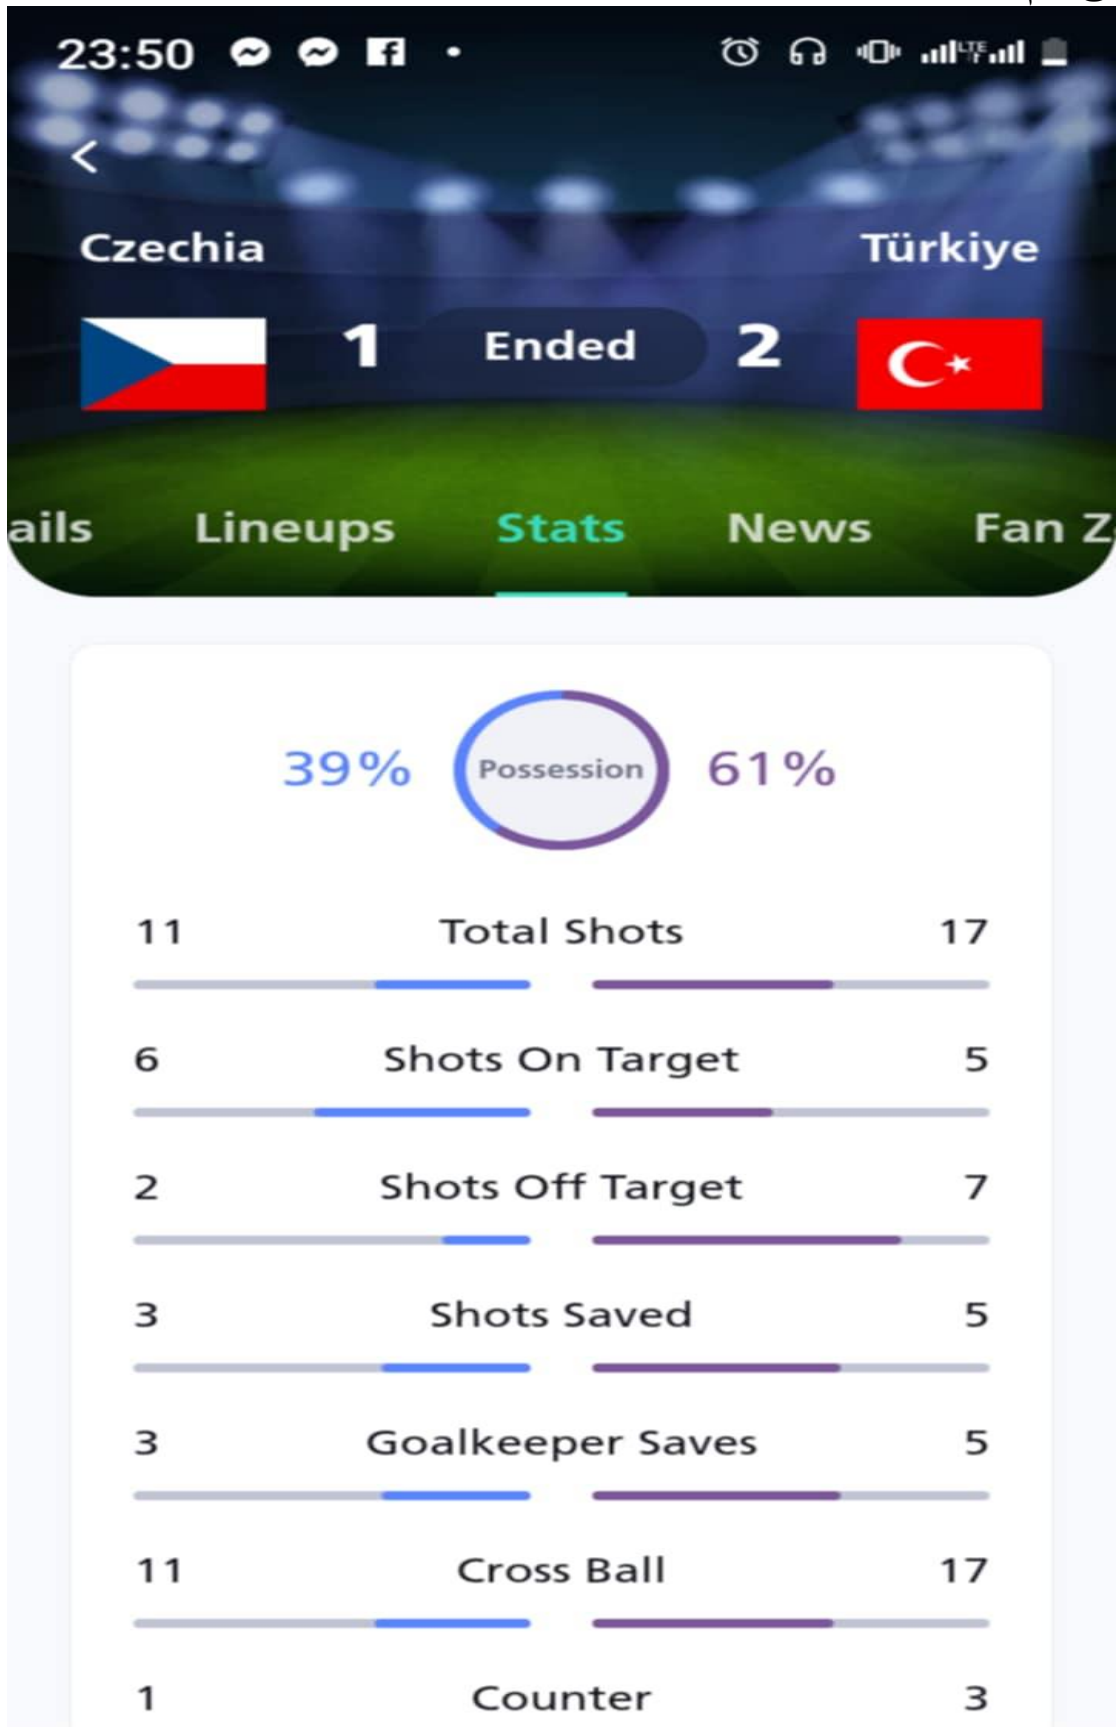 23:50
LTE
Czechia Türkiye
1 Ended 2
ails Lineups Stats News Fan Z
39% Possession 61%
11 Total Shots 17
6 Shots On Target 5
2 Shots Off Target 7
3 Shots Saved 5
3 Goalkeeper Saves 5
11 Cross Ball 17
1 Counter 3